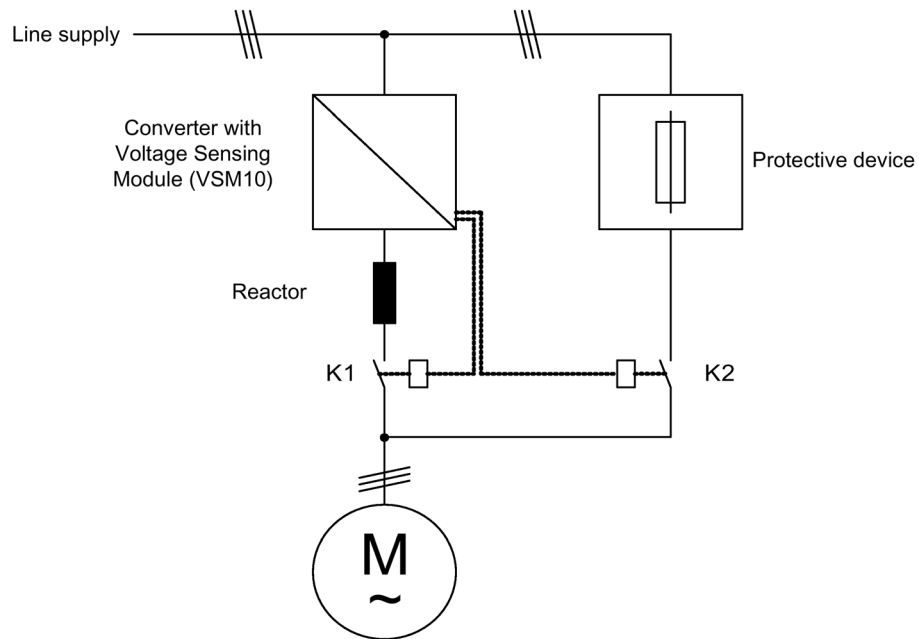 Line supply
Converter with
Voltage Sensing
Module (VSM10)
Protective device
Reactor
K1
K2
M
~